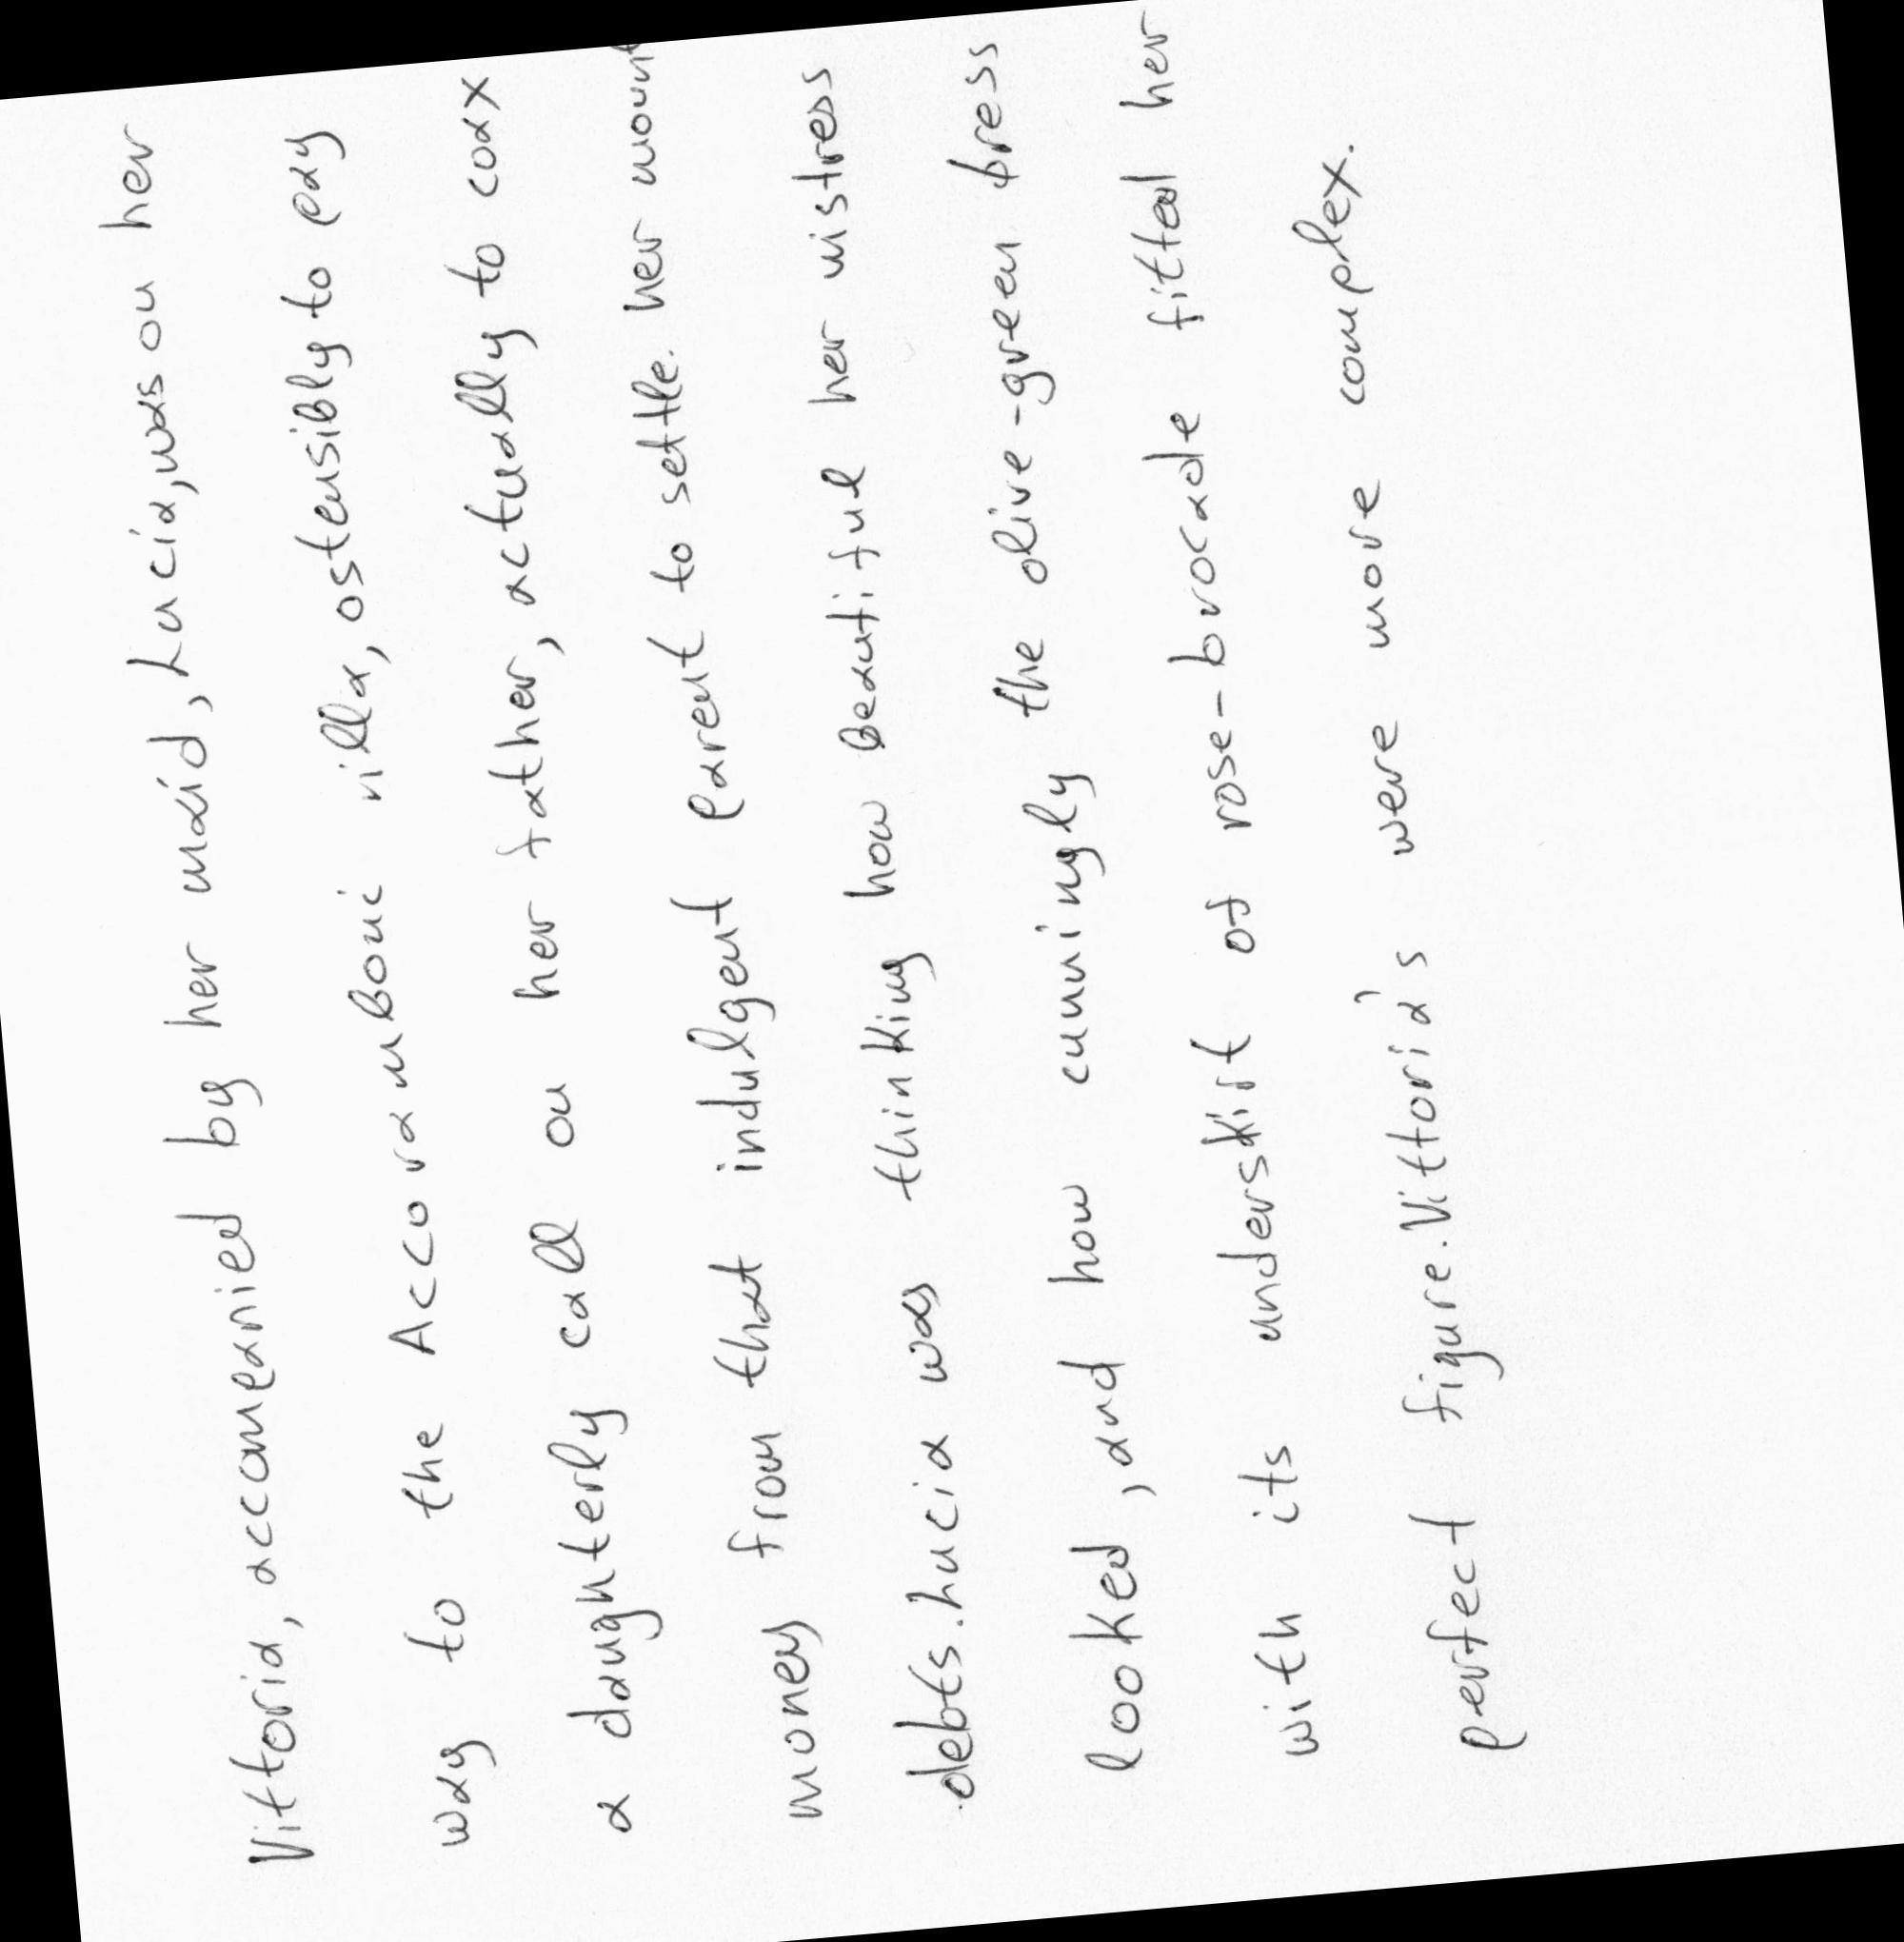 Vittoria, accompanied by her maid, Lucia, was on her
way to the Accoramboni villa, ostensibly to pay
a daughterly call on her father, actually to coax
money from that indulgent parent to settle her
debts. Lucia was thinking how beautiful her mistress
looked, and how cunningly the olive-green dress
with its underskirt of rose-brocade fitted her
perfect figure. Vittoria's were more complex.